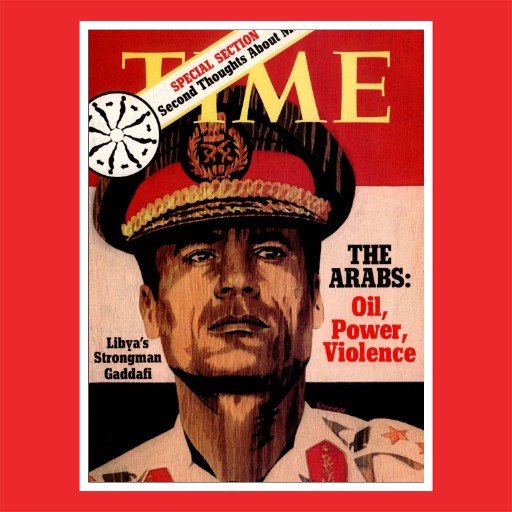 SPECIAL SECTION
Second Thoughts About M
TIME
THE
ARABS:
Oil,
Power,
Violence
Libya's
Strongman
Gaddafi